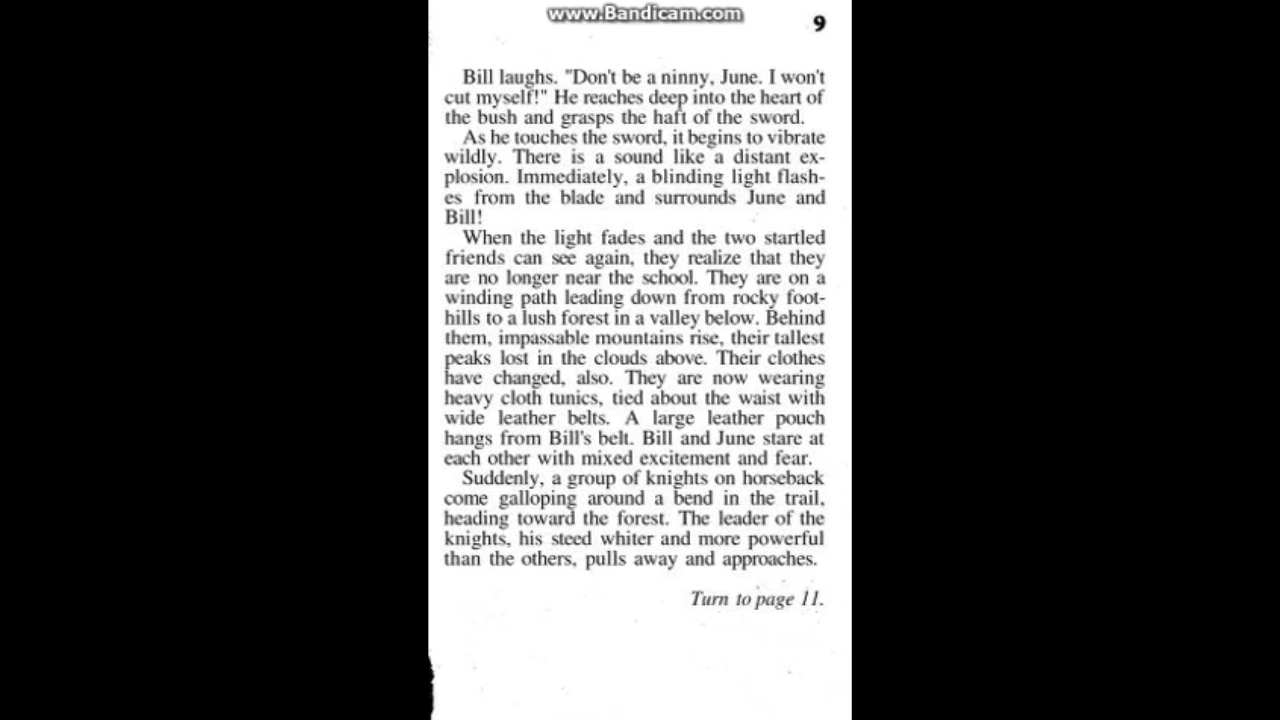 www.Bandicam.com
9
Bill laughs. "Don't be a ninny, June. I won't
cut myself!" He reaches deep into the heart of
the bush and grasps the haft of the sword.
As he touches the sword, it begins to vibrate
wildly. There is a sound like a distant ex-
plosion. Immediately, a blinding light flash-
es from the blade and surrounds June and
Bill!
When the light fades and the two startled
friends can see again, they realize that they
are no longer near the school. They are on a
winding path leading down from rocky foot-
hills to a lush forest in a valley below. Behind
them, impassable mountains rise, their tallest
peaks lost in the clouds above. Their clothes
have changed, also. They are now wearing
heavy cloth tunics, tied about the waist with
wide leather belts. A large leather pouch
hangs from Bill's belt. Bill and June stare at
each other with mixed excitement and fear.
Suddenly, a group of knights on horseback
come galloping around a bend in the trail,
heading toward the forest. The leader of the
knights, his steed whiter and more powerful
than the others, pulls away and approaches.
Turn to page 11.